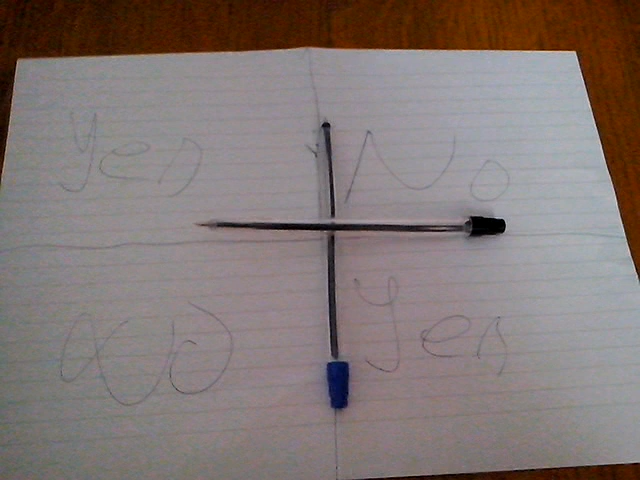 Yes No
No Yes